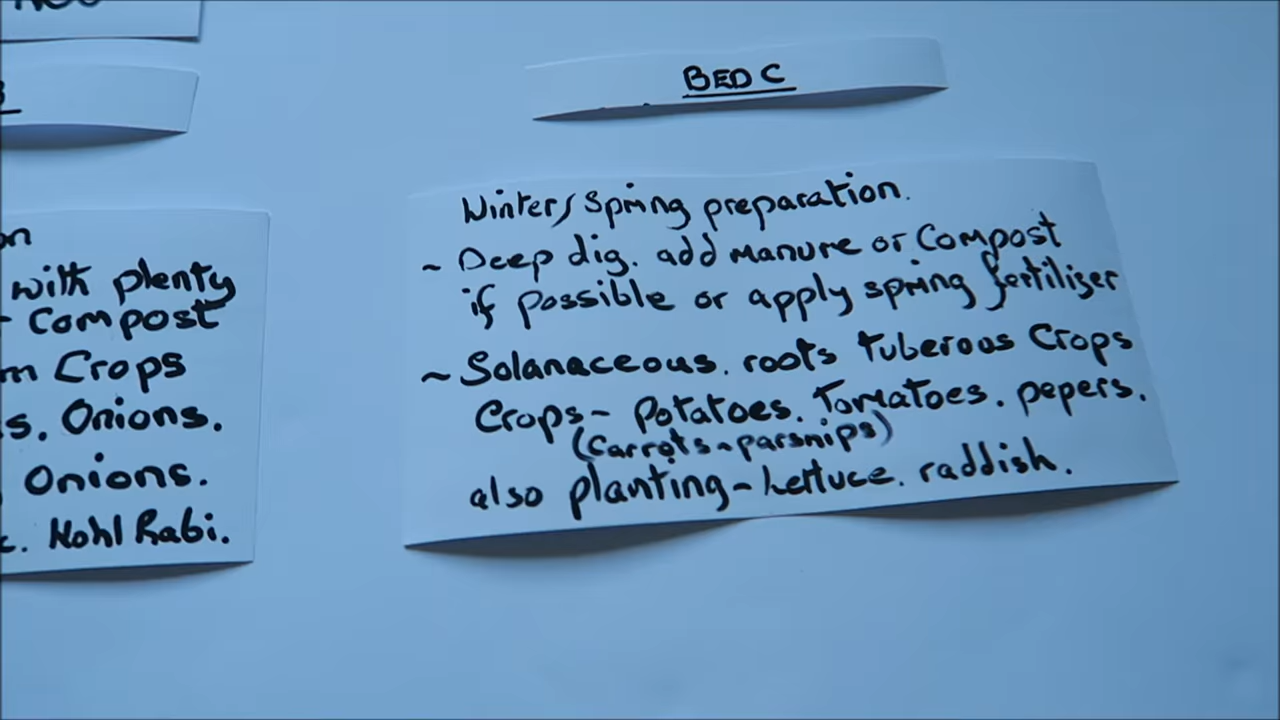 BED C
Winter/Spring preparation.
~ Deep dig. add manure or Compost
if possible or apply spring fertilizer
~ Solanaceous. roots tuberous Crops
Crops~ Potatoes. Tomatoes. pepers.
(Carrots~parsnips)
also planting~lettuce. raddish.
on
with plenty
Compost
Crops
Onions.
Onions.
Kohl Rabi.